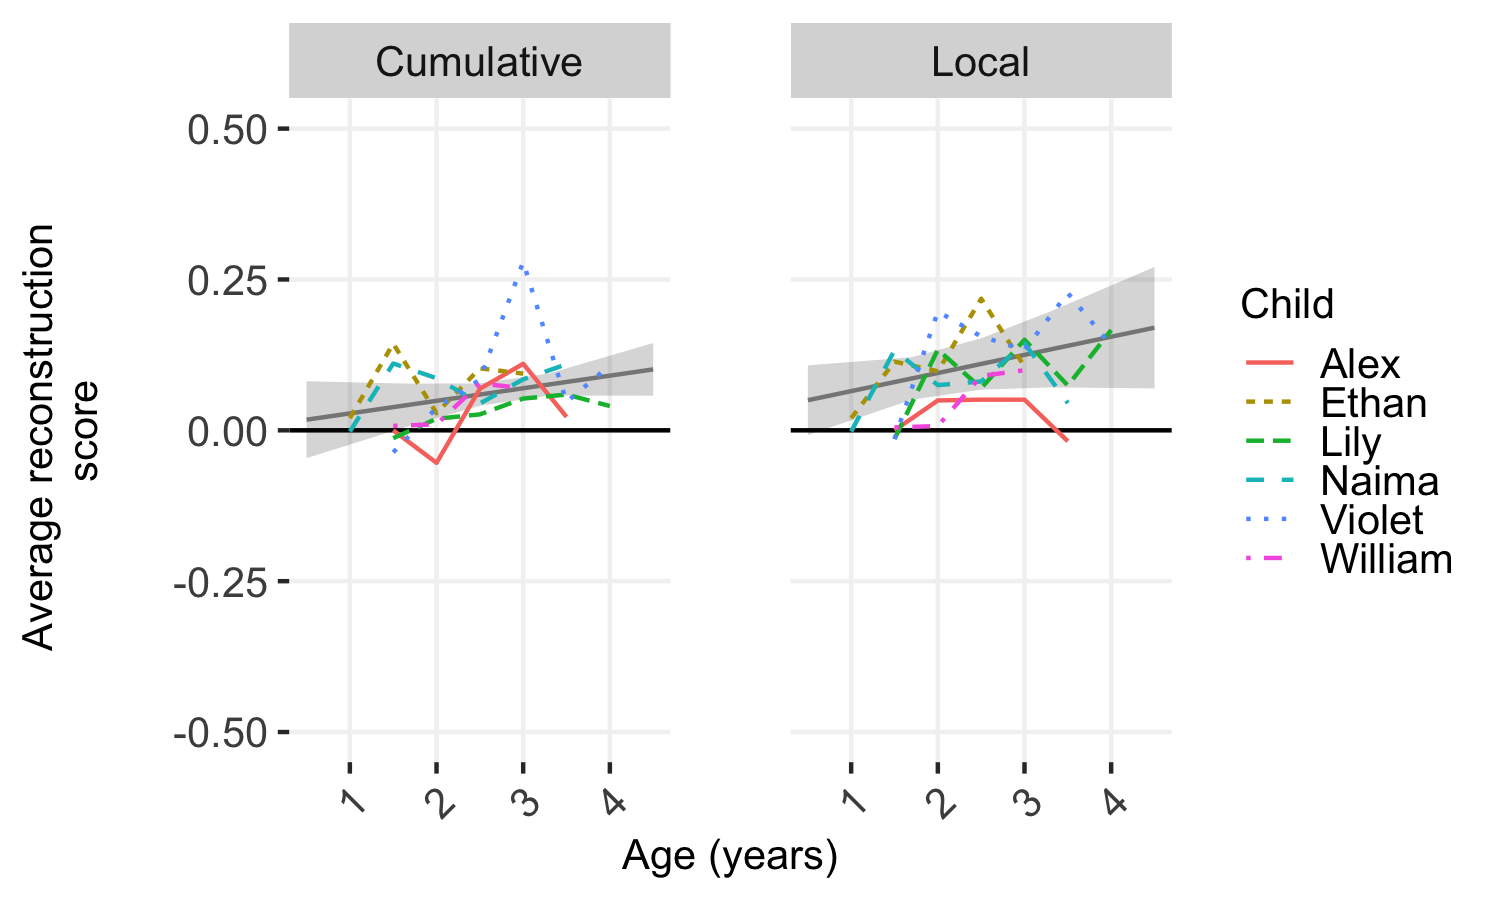 Cumulative
Local
0.50
0.25
0.00
-0.25
-0.50
Average reconstruction
score
1
2
3
4
1
2
3
4
Age (years)
Child
Alex
Ethan
Lily
Naima
Violet
William